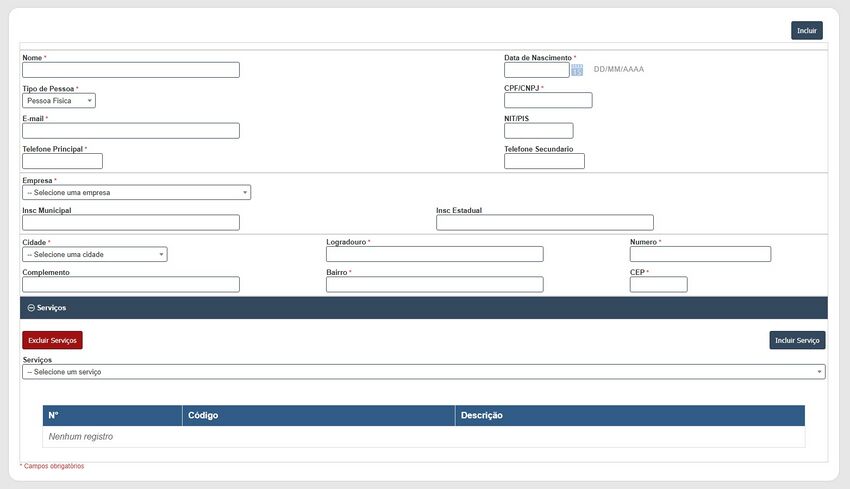 Incluir
Nome *
Data de Nascimento *
15 DD/MM/AAAA
Tipo de Pessoa *
CPF/CNPJ *
Pessoa Física
E-mail *
NIT/PIS
Telefone Principal *
Telefone Secundario
Empresa *
-- Selecione uma empresa
Insc Municipal
Insc Estadual
Cidade *
Logradouro *
Numero *
-- Selecione uma cidade
Complemento
Bairro *
CEP *
Serviços
Excluir Serviços
Incluir Serviço
Serviços
-- Selecione um serviço
Nº Código Descrição
Nenhum registro
* Campos obrigatórios